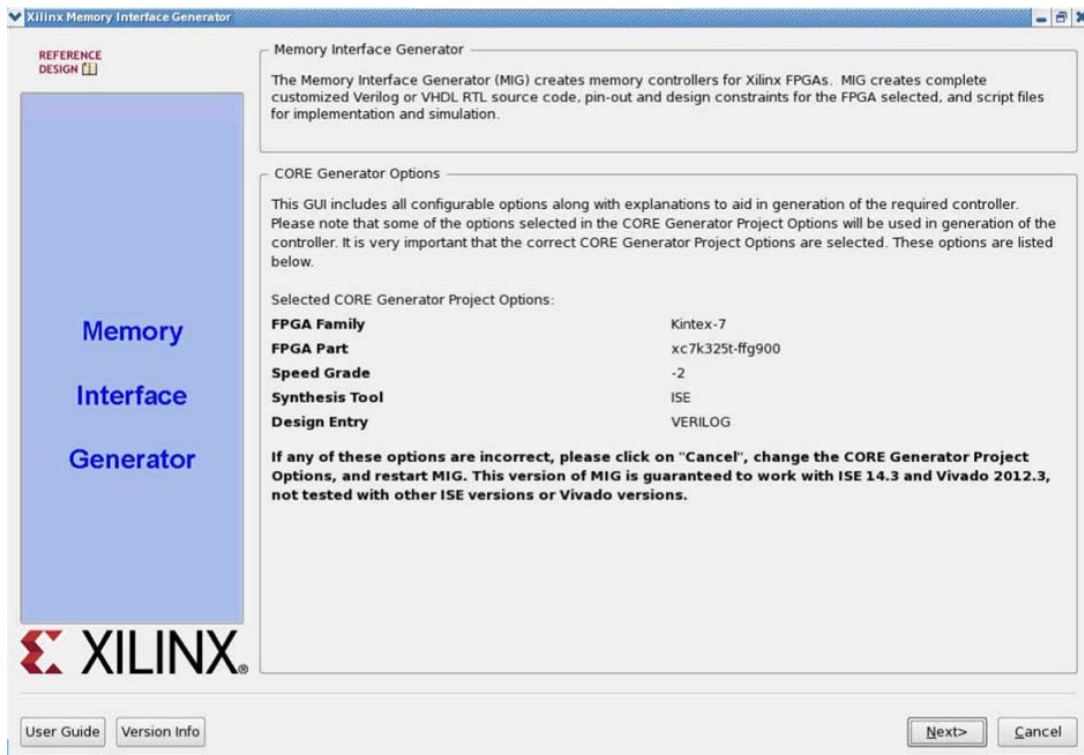 Xilinx Memory Interface Generator
REFERENCE
DESIGN
Memory
Interface
Generator
XILINX®
Memory Interface Generator
The Memory Interface Generator (MIG) creates memory controllers for Xilinx FPGAs. MIG creates complete
customized Verilog or VHDL RTL source code, pin-out and design constraints for the FPGA selected, and script files
for implementation and simulation.
CORE Generator Options
This GUI includes all configurable options along with explanations to aid in generation of the required controller.
Please note that some of the options selected in the CORE Generator Project Options will be used in generation of the
controller. It is very important that the correct CORE Generator Project Options are selected. These options are listed
below.
Selected CORE Generator Project Options:
FPGA Family Kintex-7
FPGA Part xc7k325t-ffg900
Speed Grade -2
Synthesis Tool ISE
Design Entry VERILOG
If any of these options are incorrect, please click on "Cancel", change the CORE Generator Project
Options, and restart MIG. This version of MIG is guaranteed to work with ISE 14.3 and Vivado 2012.3,
not tested with other ISE versions or Vivado versions.
User Guide Version Info Next> Cancel